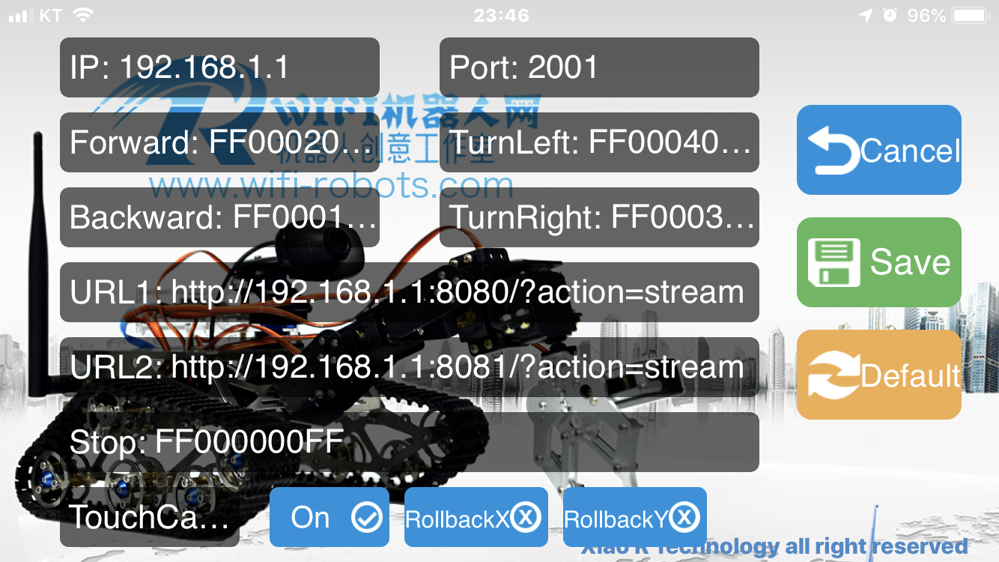 KT 23:46 96%
IP: 192.168.1.1 Port: 2001
WIFI机器人网
Forward: FF00020... TurnLeft: FF00040...
机器人创意工作室
www.wifi-robots.com
Backward: FF0001... TurnRight: FF0003...
URL1: http://192.168.1.1:8080/?action=stream
URL2: http://192.168.1.1:8081/?action=stream
Stop: FF000000FF
TouchCa... On RollbackX RollbackY
Cancel
Save
Default
Xiao R Technology all right reserved